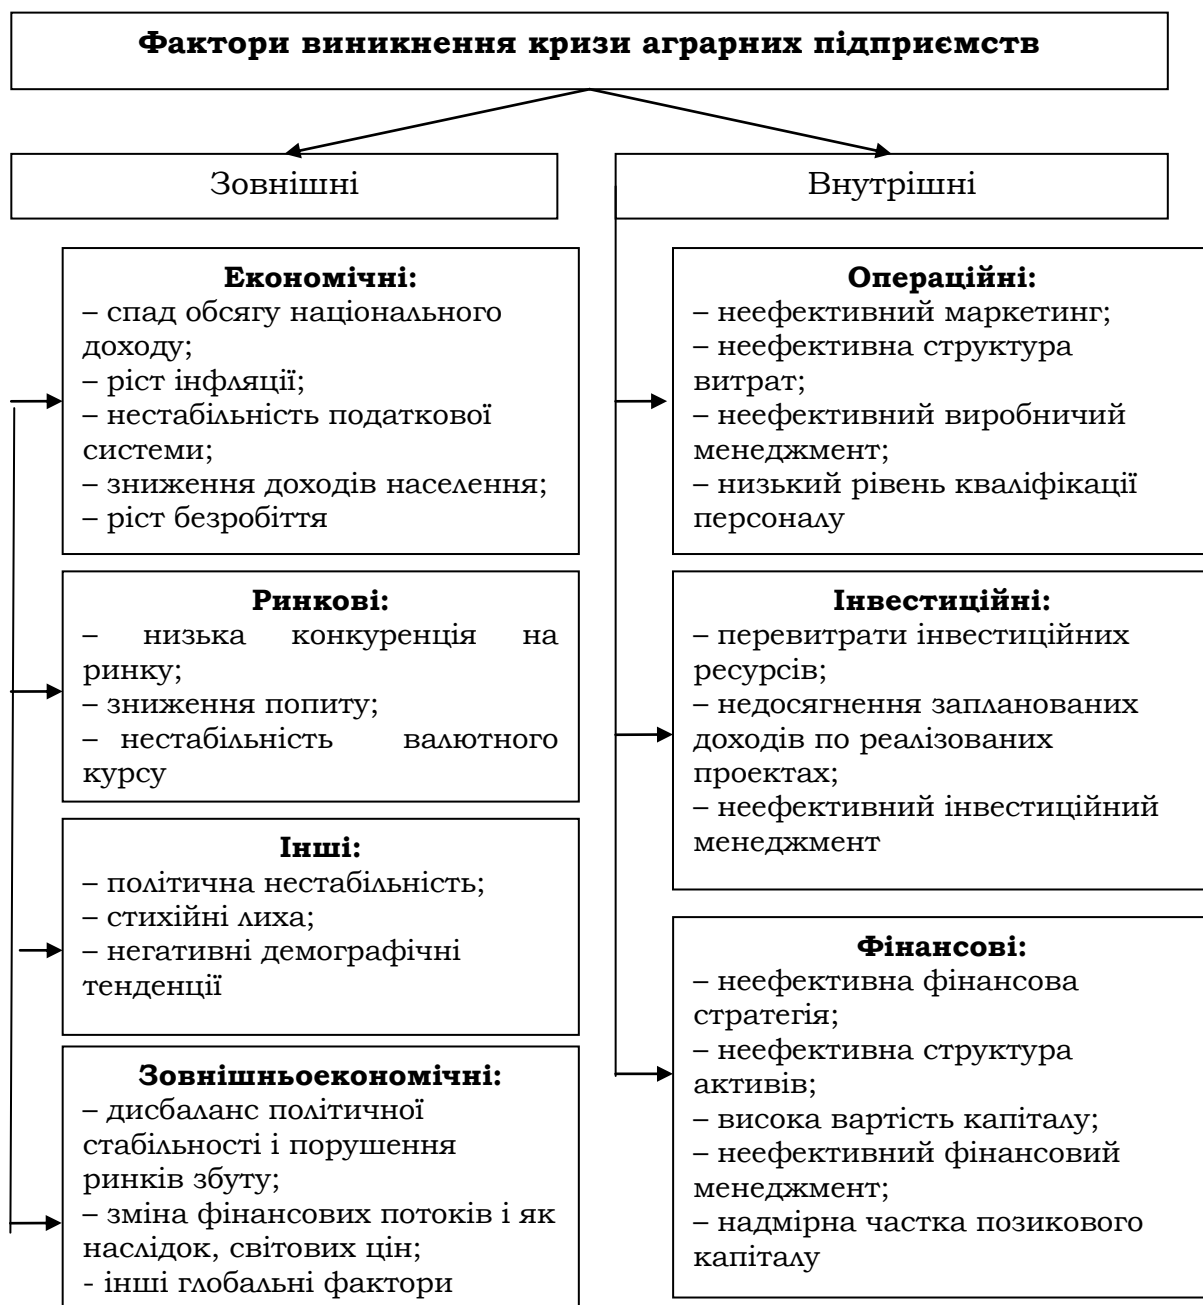 Фактори виникнення кризи аграрних підприємств
Зовнішні
Внутрішні
Економічні:
– спад обсягу національного
доходу;
– ріст інфляції;
– нестабільність податкової
системи;
– зниження доходів населення;
– ріст безробіття
Ринкові:
– низька конкуренція на
ринку;
– зниження попиту;
– нестабільність валютного
курсу
Інші:
– політична нестабільність;
– стихійні лиха;
– негативні демографічні
тенденції
Зовнішньоекономічні:
– дисбаланс політичної
стабільності і порушення
ринків збуту;
– зміна фінансових потоків і як
наслідок, світових цін;
- інші глобальні фактори
Операційні:
– неефективний маркетинг;
– неефективна структура
витрат;
– неефективний виробничий
менеджмент;
– низький рівень кваліфікації
персоналу
Інвестиційні:
– перевитрати інвестиційних
ресурсів;
– недосягнення запланованих
доходів по реалізованих
проектах;
– неефективний інвестиційний
менеджмент
Фінансові:
– неефективна фінансова
стратегія;
– неефективна структура
активів;
– висока вартість капіталу;
– неефективний фінансовий
менеджмент;
– надмірна частка позикового
капіталу